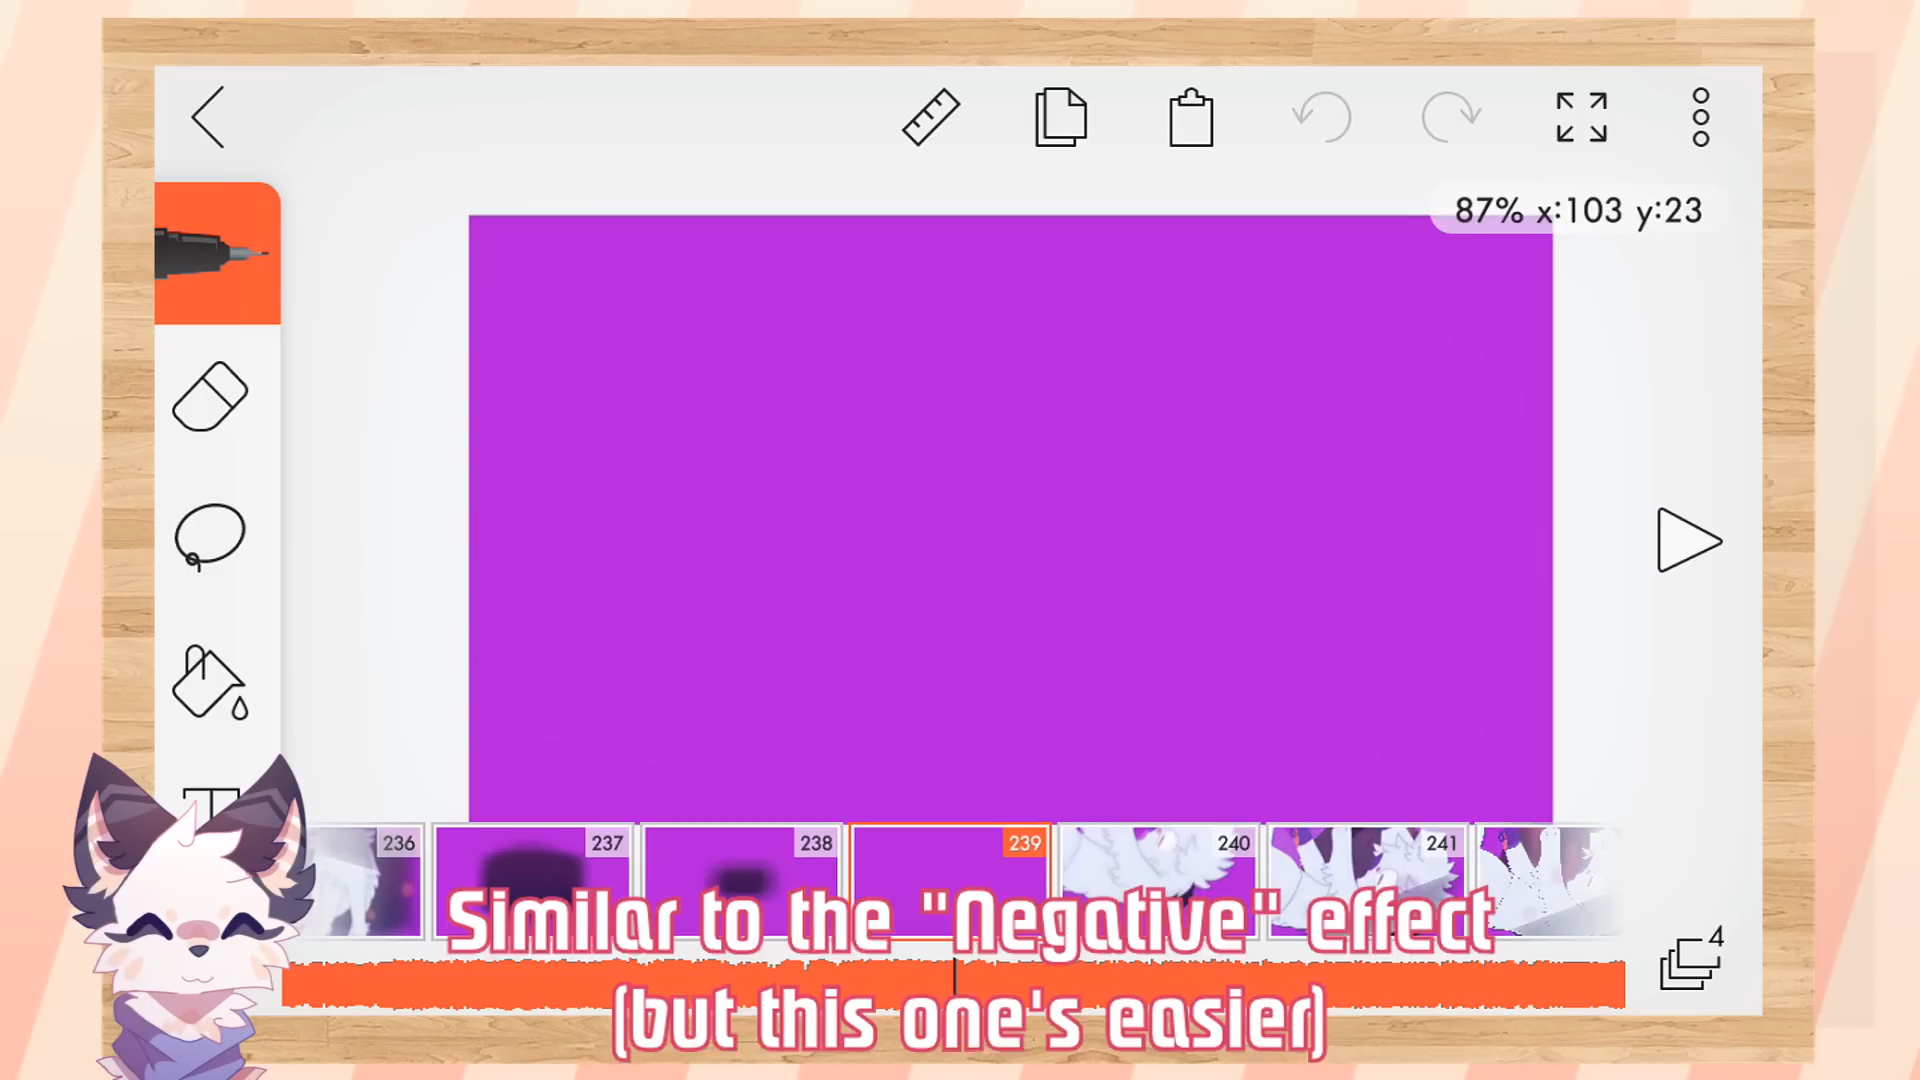 87% x:103 y:23
236
237
238
239
240
241
Similar to the "Negative" effect
(but this one's easier)
4